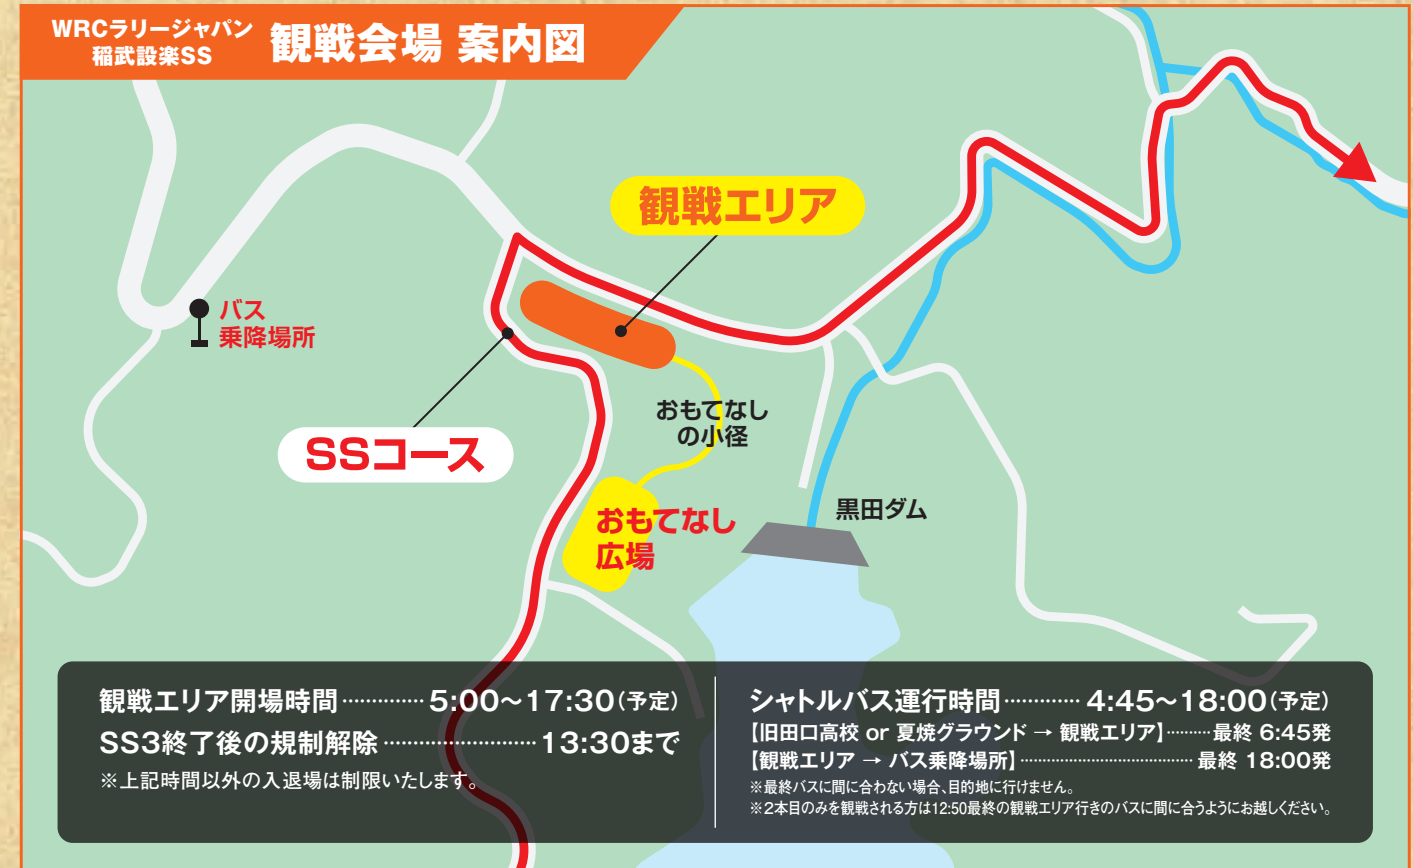 WRCラリージャパン
稲武設楽SS
観戦会場 案内図
観戦エリア
バス
乗降場所
SSコース
おもてなし
の小径
おもてなし
広場
黒田ダム
観戦エリア開場時間…………5:00～17:30(予定)
SS3終了後の規制解除……………………13:30まで
※上記時間以外の入退場は制限いたします。
シャトルバス運行時間…………4:45～18:00(予定)
【旧田口高校 or 夏焼グラウンド → 観戦エリア】………最終 6:45発
【観戦エリア → バス乗降場所】…………………………………最終 18:00発
※最終バスに間に合わない場合、目的地に行けません。
※2本目のみを観戦される方は12:50最終の観戦エリア行きのバスに間に合うようにお越しください。